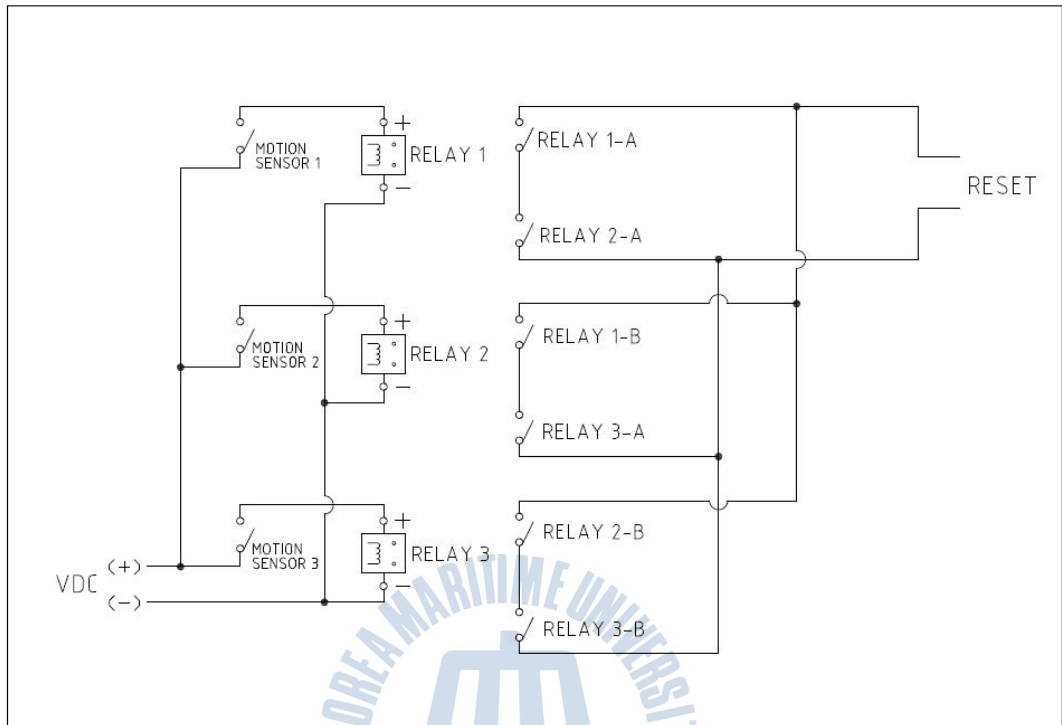 MOTION
SENSOR 1
+
RELAY 1
−
RELAY 1-A
RELAY 2-A
RESET
MOTION
SENSOR 2
+
RELAY 2
−
RELAY 1-B
RELAY 3-A
MOTION
SENSOR 3
+
RELAY 3
−
RELAY 2-B
RELAY 3-B
VDC
(+)
(−)